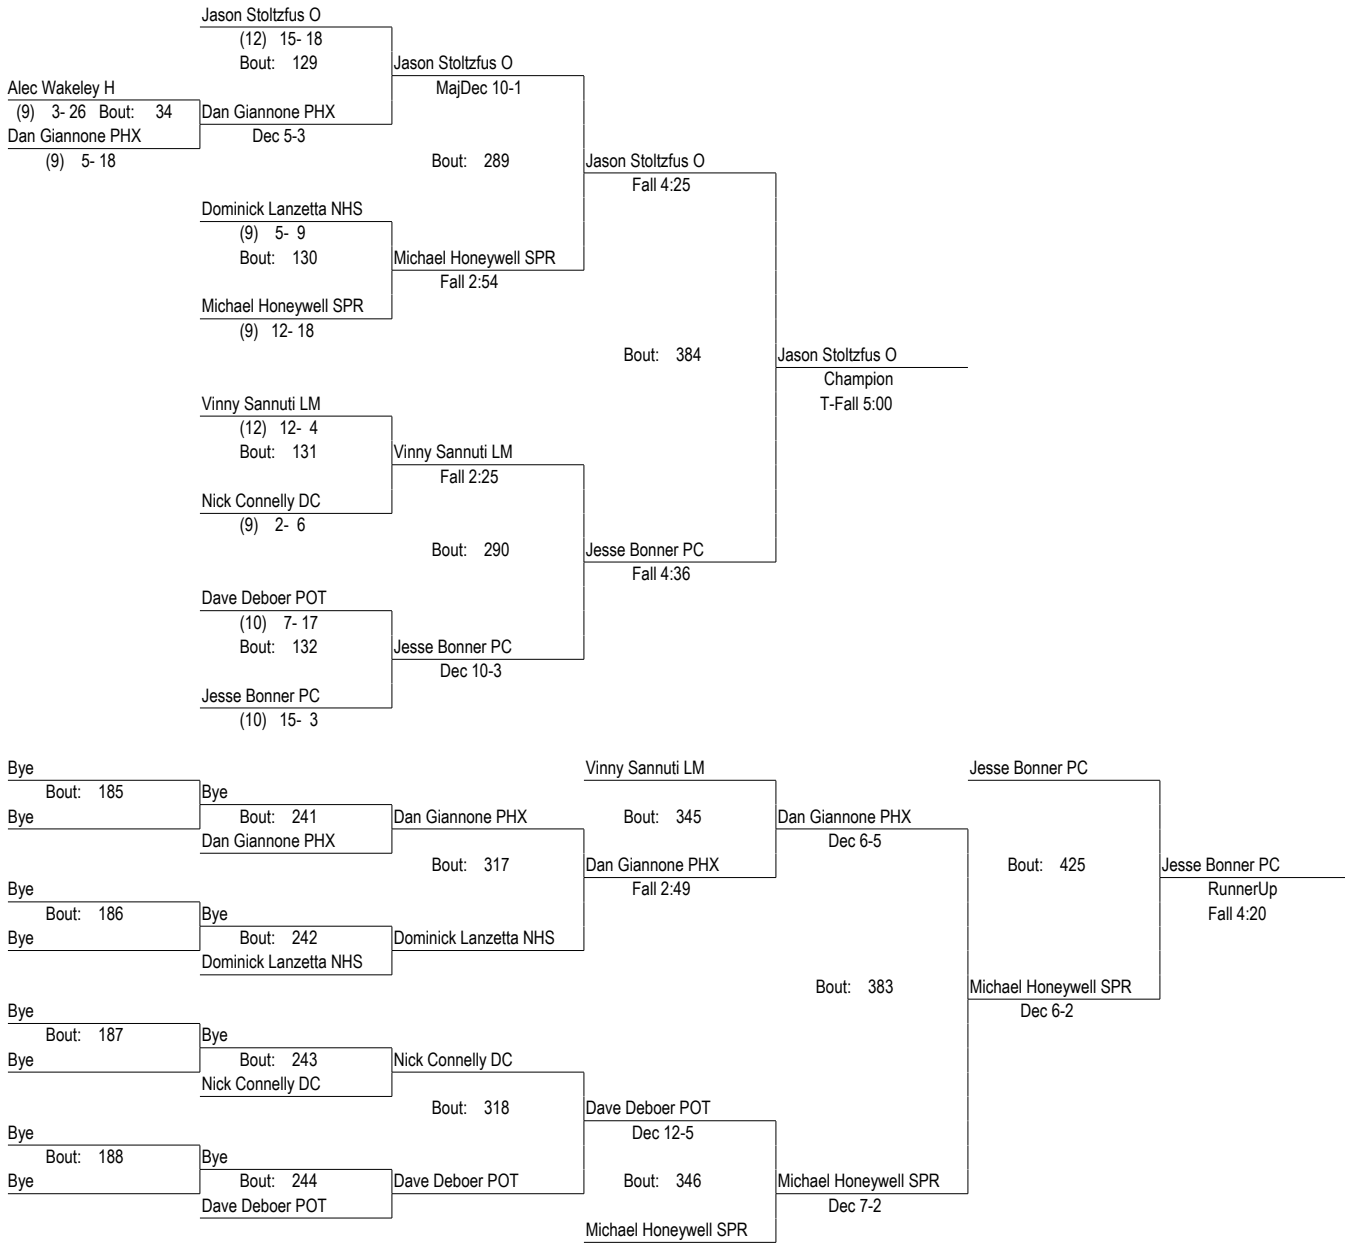 Jason Stoltzfus O
(12) 15- 18
Bout: 129
Jason Stoltzfus O
Alec Wakeley H
MajDec 10-1
(9) 3- 26 Bout: 34
Dan Giannone PHX
Dan Giannone PHX
Dec 5-3
(9) 5- 18
Bout: 289
Jason Stoltzfus O
Fall 4:25
Dominick Lanzetta NHS
(9) 5- 9
Bout: 130
Michael Honeywell SPR
Fall 2:54
Michael Honeywell SPR
(9) 12- 18
Bout: 384
Jason Stoltzfus O
Champion
T-Fall 5:00
Vinny Sannuti LM
(12) 12- 4
Bout: 131
Vinny Sannuti LM
Fall 2:25
Nick Connelly DC
(9) 2- 6
Bout: 290
Jesse Bonner PC
Fall 4:36
Dave Deboer POT
(10) 7- 17
Bout: 132
Jesse Bonner PC
Dec 10-3
Jesse Bonner PC
(10) 15- 3
Bye
Vinny Sannuti LM
Jesse Bonner PC
Bout: 185
Bye
Bye
Bout: 241
Dan Giannone PHX
Bout: 345
Dan Giannone PHX
Dan Giannone PHX
Dec 6-5
Bout: 317
Dan Giannone PHX
Bout: 425
Jesse Bonner PC
Bye
Fall 2:49
RunnerUp
Bout: 186
Bye
Fall 4:20
Bye
Bout: 242
Dominick Lanzetta NHS
Dominick Lanzetta NHS
Bout: 383
Michael Honeywell SPR
Bye
Dec 6-2
Bout: 187
Bye
Bye
Bout: 243
Nick Connelly DC
Nick Connelly DC
Bout: 318
Dave Deboer POT
Bye
Dec 12-5
Bout: 188
Bye
Bye
Bout: 244
Dave Deboer POT
Bout: 346
Michael Honeywell SPR
Dave Deboer POT
Dec 7-2
Michael Honeywell SPR